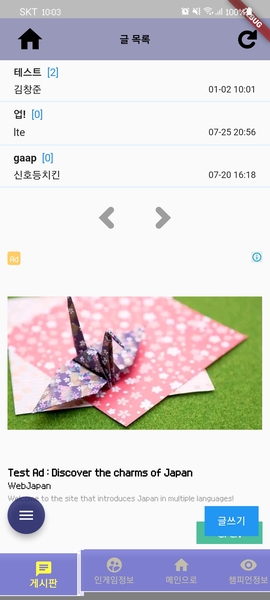 SKT 10:03 100%
글 목록
테스트 [2]
김창준 01-02 10:01
업! [0]
lte 07-25 20:56
gaap [0]
신호등치킨 07-20 16:18
Ad
Test Ad : Discover the charms of Japan
WebJapan
Welcome to the site that introduces Japan in multiple languages!
글쓰기
게시판 인게임정보 메인으로 챔피언정보